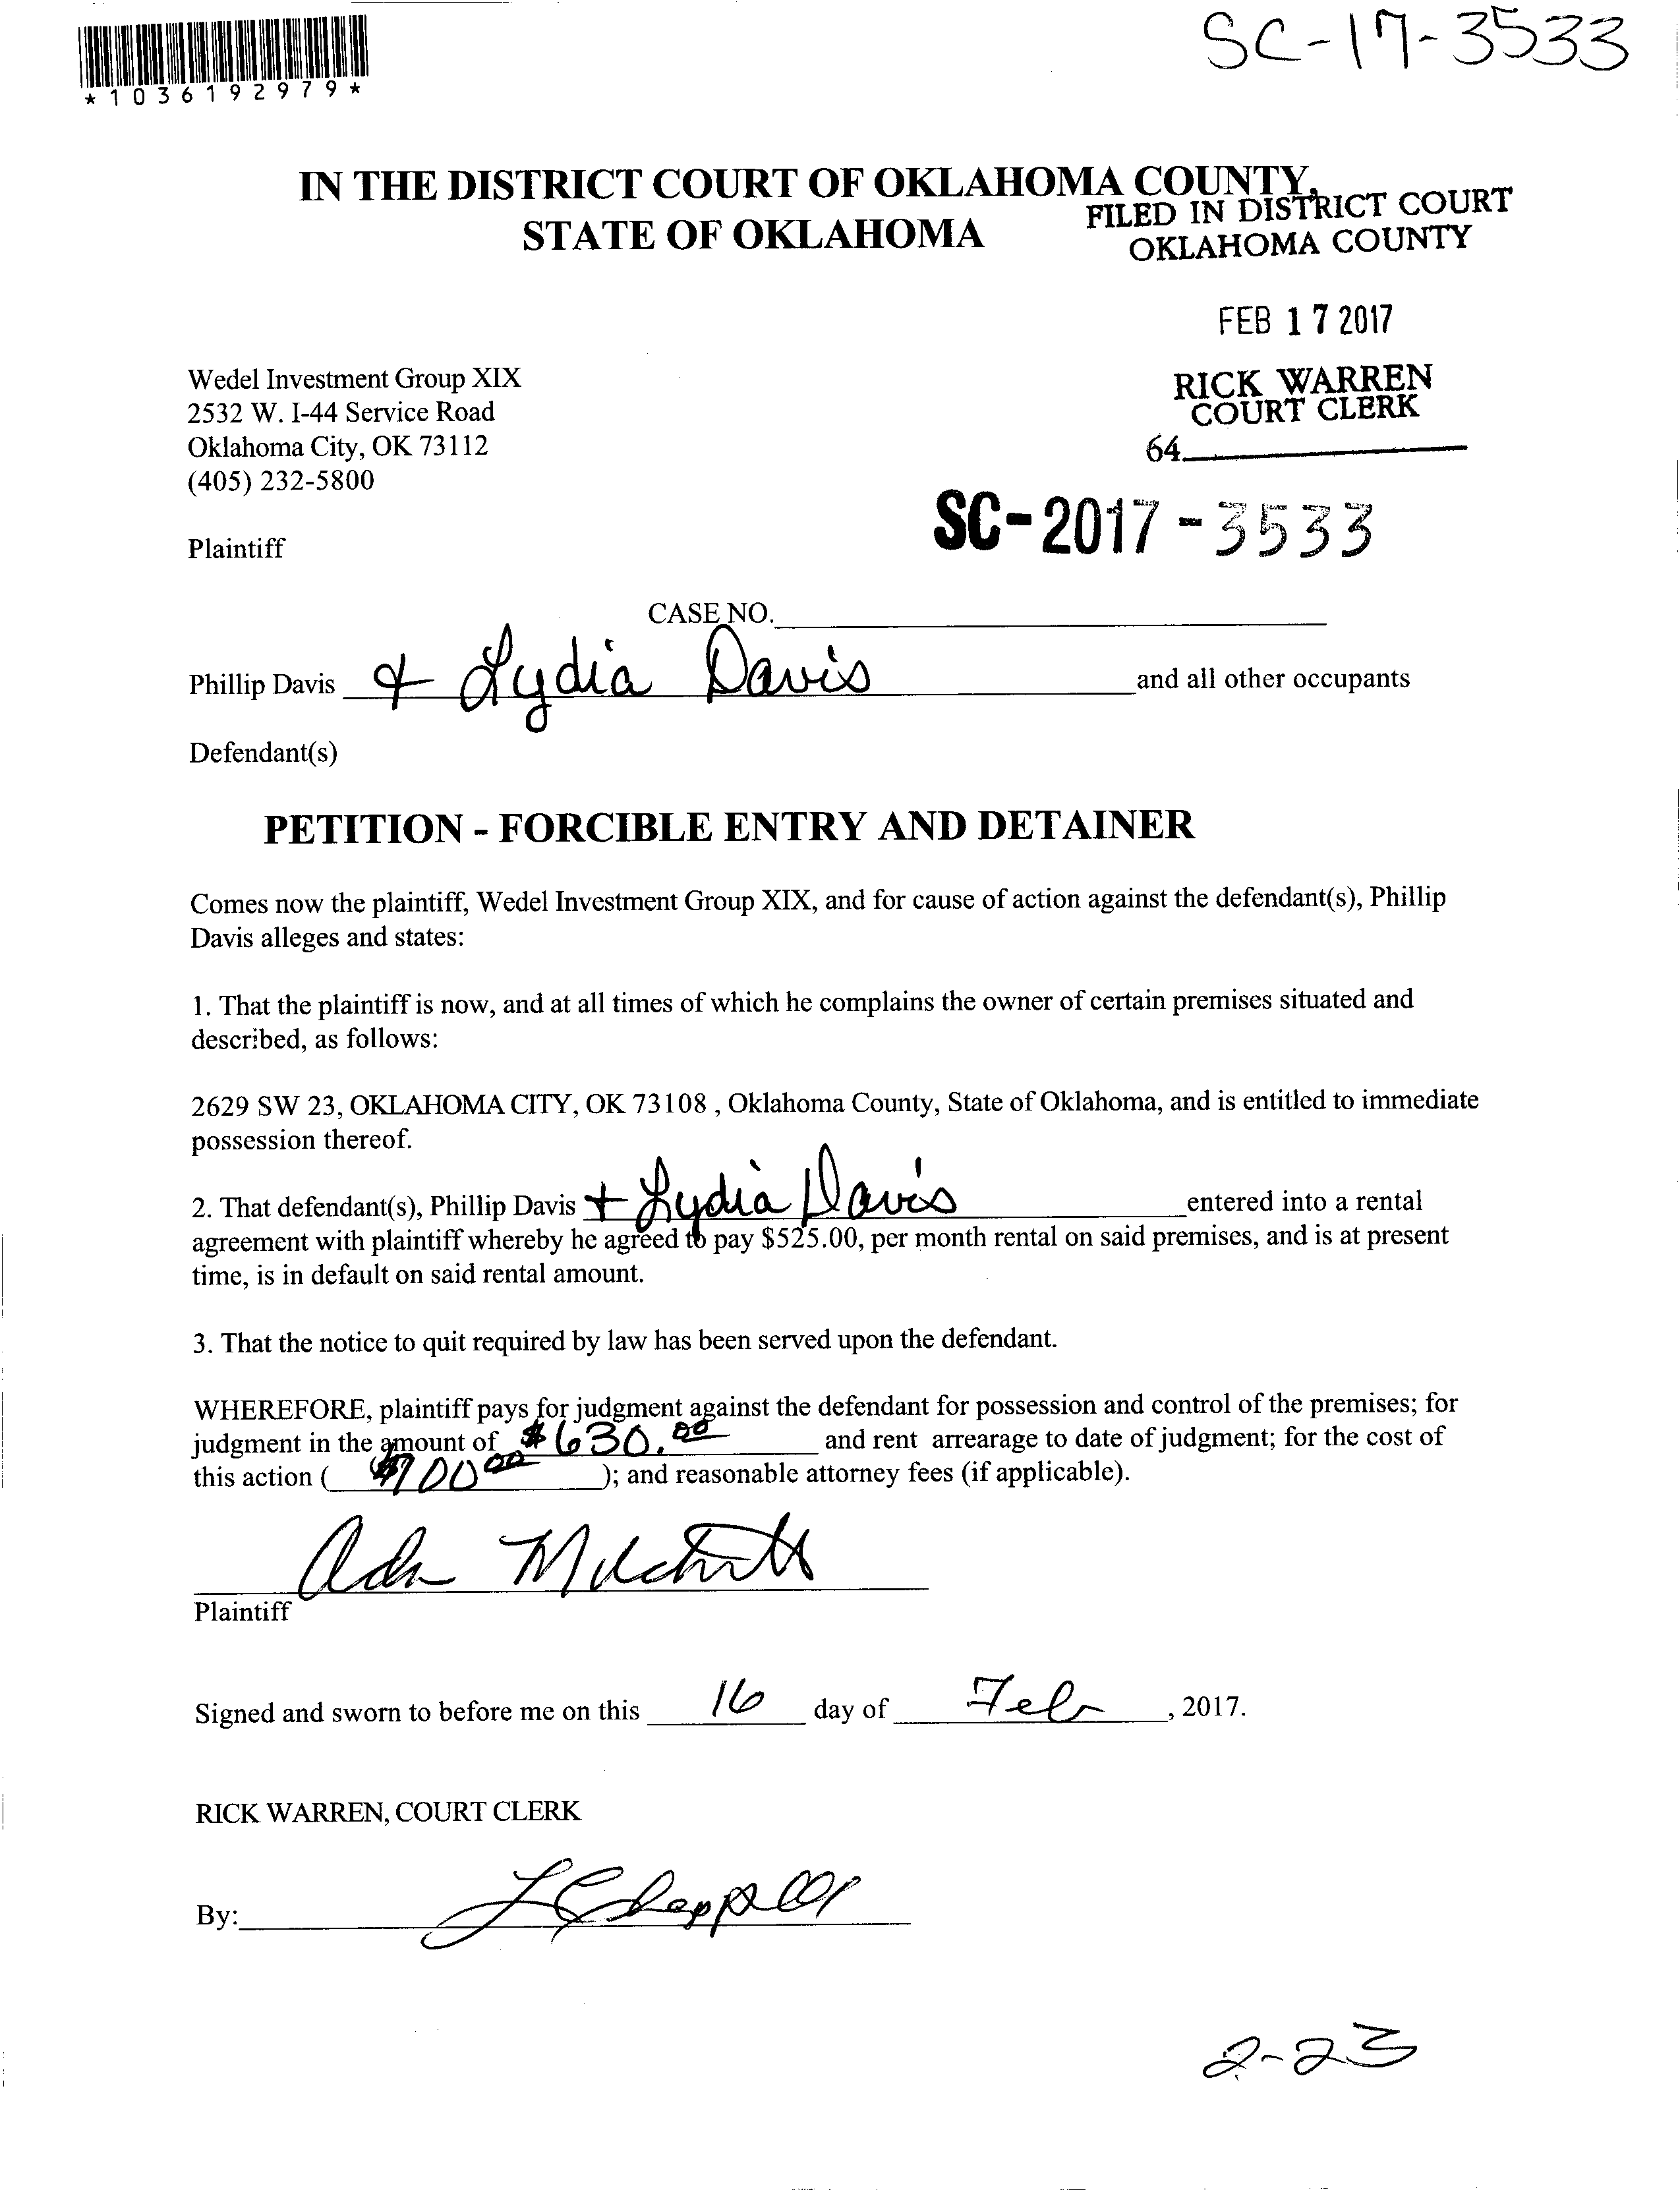 SC-17-3533
*1036192979*
IN THE DISTRICT COURT OF OKLAHOMA COUNTY,
STATE OF OKLAHOMA
FILED IN DISTRICT COURT
OKLAHOMA COUNTY
FEB 17 2017
RICK WARREN
COURT CLERK
64
Wedel Investment Group XIX
2532 W. I-44 Service Road
Oklahoma City, OK 73112
(405) 232-5800
SC-2017-3533
Plaintiff
CASE NO.
Phillip Davis & Lydia Davis and all other occupants
Defendant(s)
PETITION - FORCIBLE ENTRY AND DETAINER
Comes now the plaintiff, Wedel Investment Group XIX, and for cause of action against the defendant(s), Phillip
Davis alleges and states:
1. That the plaintiff is now, and at all times of which he complains the owner of certain premises situated and
described, as follows:
2629 SW 23, OKLAHOMA CITY, OK 73108 , Oklahoma County, State of Oklahoma, and is entitled to immediate
possession thereof.
2. That defendant(s), Phillip Davis + Lydia Davis entered into a rental
agreement with plaintiff whereby he agreed to pay $525.00, per month rental on said premises, and is at present
time, is in default on said rental amount.
3. That the notice to quit required by law has been served upon the defendant.
WHEREFORE, plaintiff pays for judgment against the defendant for possession and control of the premises; for
judgment in the amount of $630.00 and rent arrearage to date of judgment; for the cost of
this action ( ); and reasonable attorney fees (if applicable).
Plaintiff
Signed and sworn to before me on this 16 day of Feb , 2017.
RICK WARREN, COURT CLERK
By:
2-23